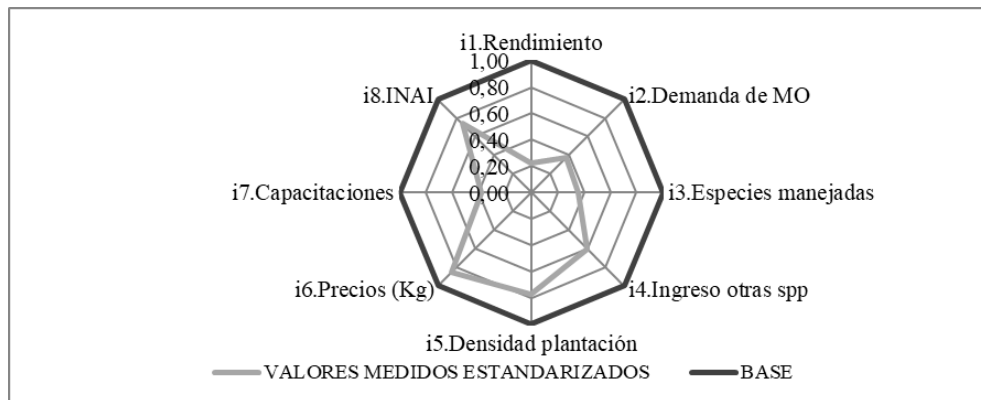 i1.Rendimiento
1,00
i8.INAI
0,80
i2.Demanda de MO
0,60
0,40
0,20
i7.Capacitaciones
0,00
i3.Especies manejadas
i6.Precios (Kg)
i4.Ingreso otras spp
i5.Densidad plantación
VALORES MEDIDOS ESTANDARIZADOS
BASE